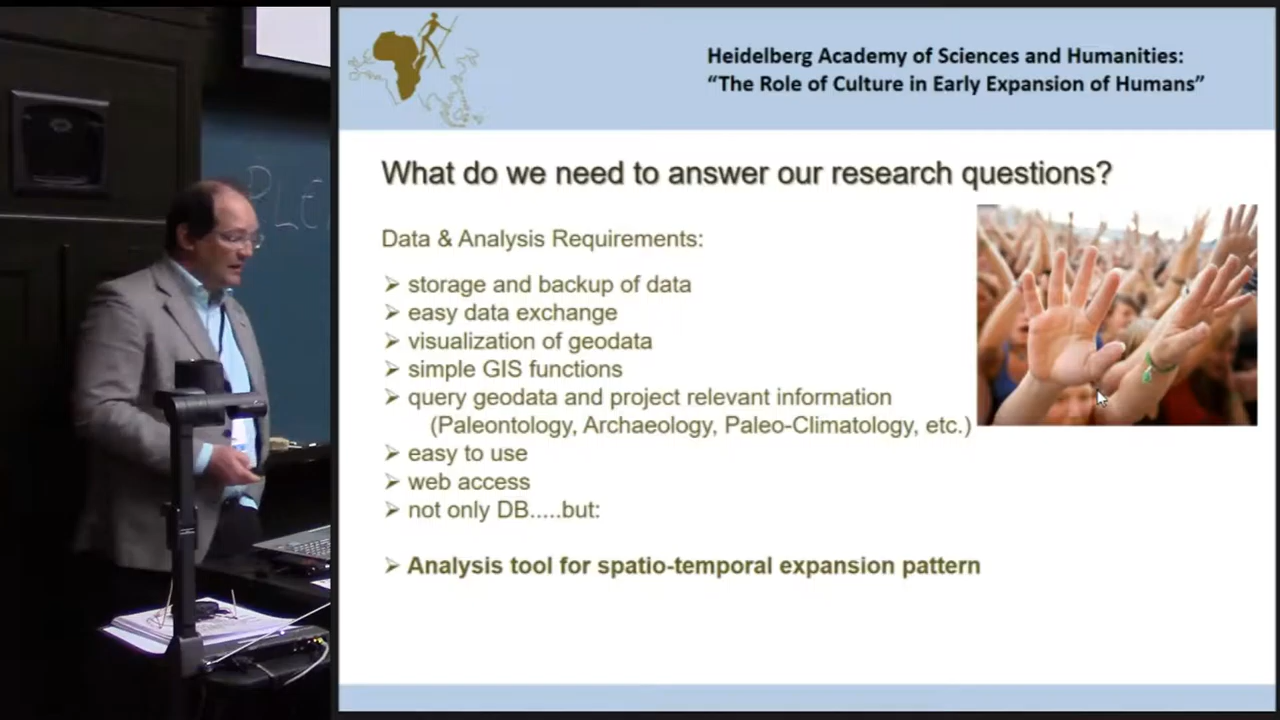 Heidelberg Academy of Sciences and Humanities:
“The Role of Culture in Early Expansion of Humans”
What do we need to answer our research questions?
Data & Analysis Requirements:
➢ storage and backup of data
➢ easy data exchange
➢ visualization of geodata
➢ simple GIS functions
➢ query geodata and project relevant information
(Paleontology, Archaeology, Paleo-Climatology, etc.)
➢ easy to use
➢ web access
➢ not only DB.....but:
➢ Analysis tool for spatio-temporal expansion pattern